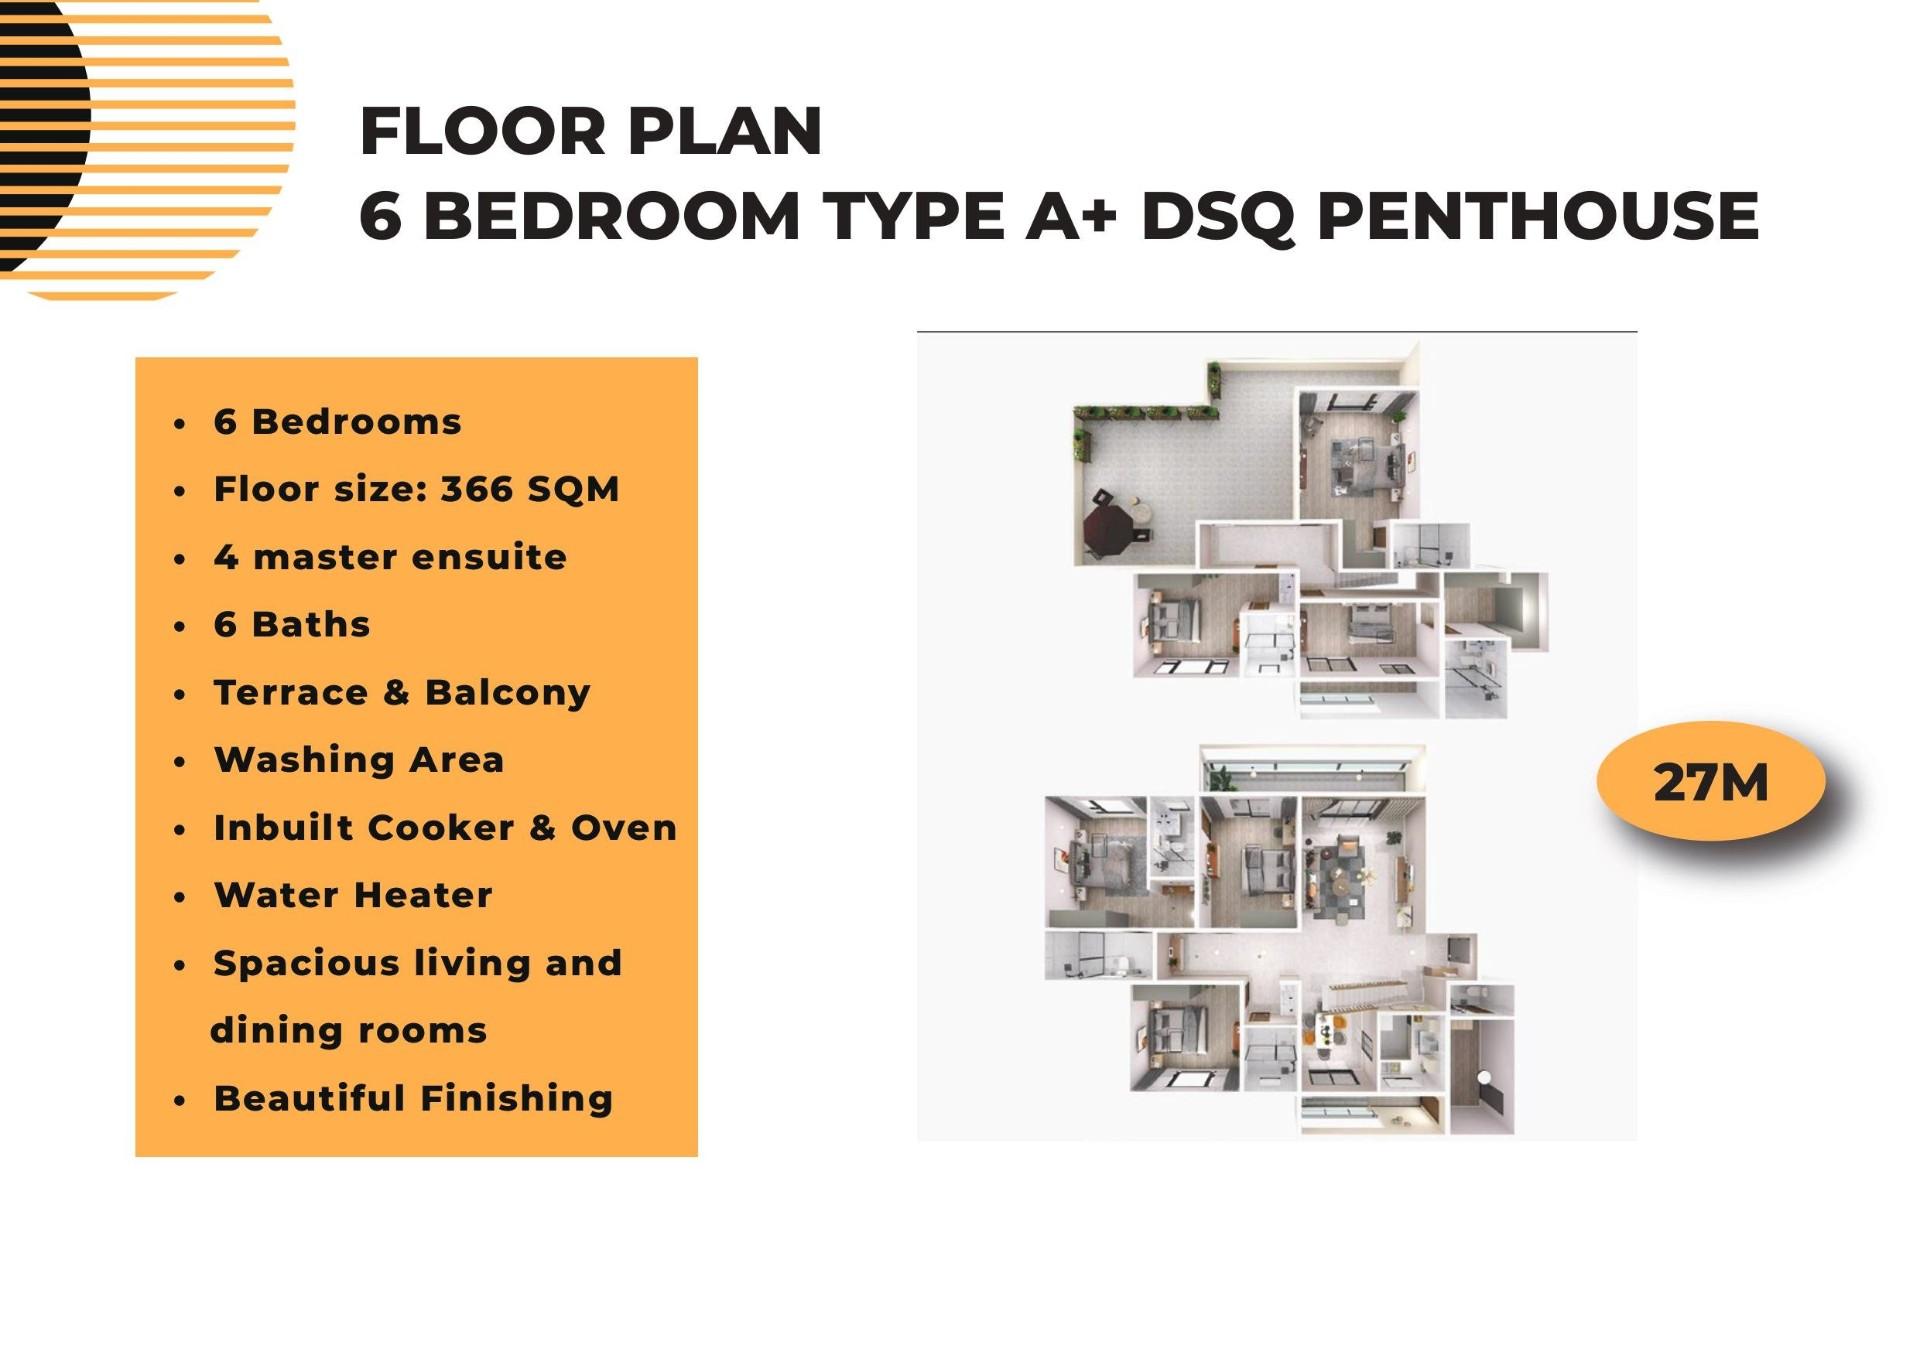 FLOOR PLAN
6 BEDROOM TYPE A+ DSQ PENTHOUSE
• 6 Bedrooms
• Floor size: 366 SQM
• 4 master ensuite
• 6 Baths
• Terrace & Balcony
• Washing Area
• Inbuilt Cooker & Oven
• Water Heater
• Spacious living and
dining rooms
• Beautiful Finishing
27M